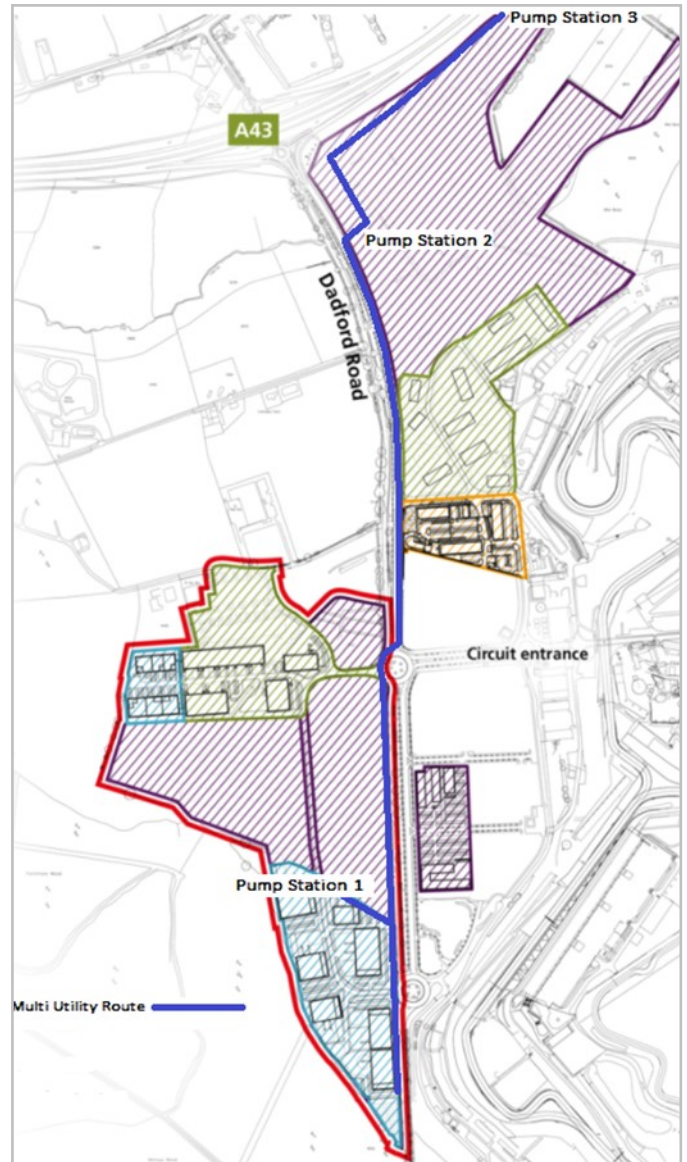 Pump Station 3
A43
Pump Station 2
Dadford Road
Circuit entrance
Pump Station 1
Multi Utility Route